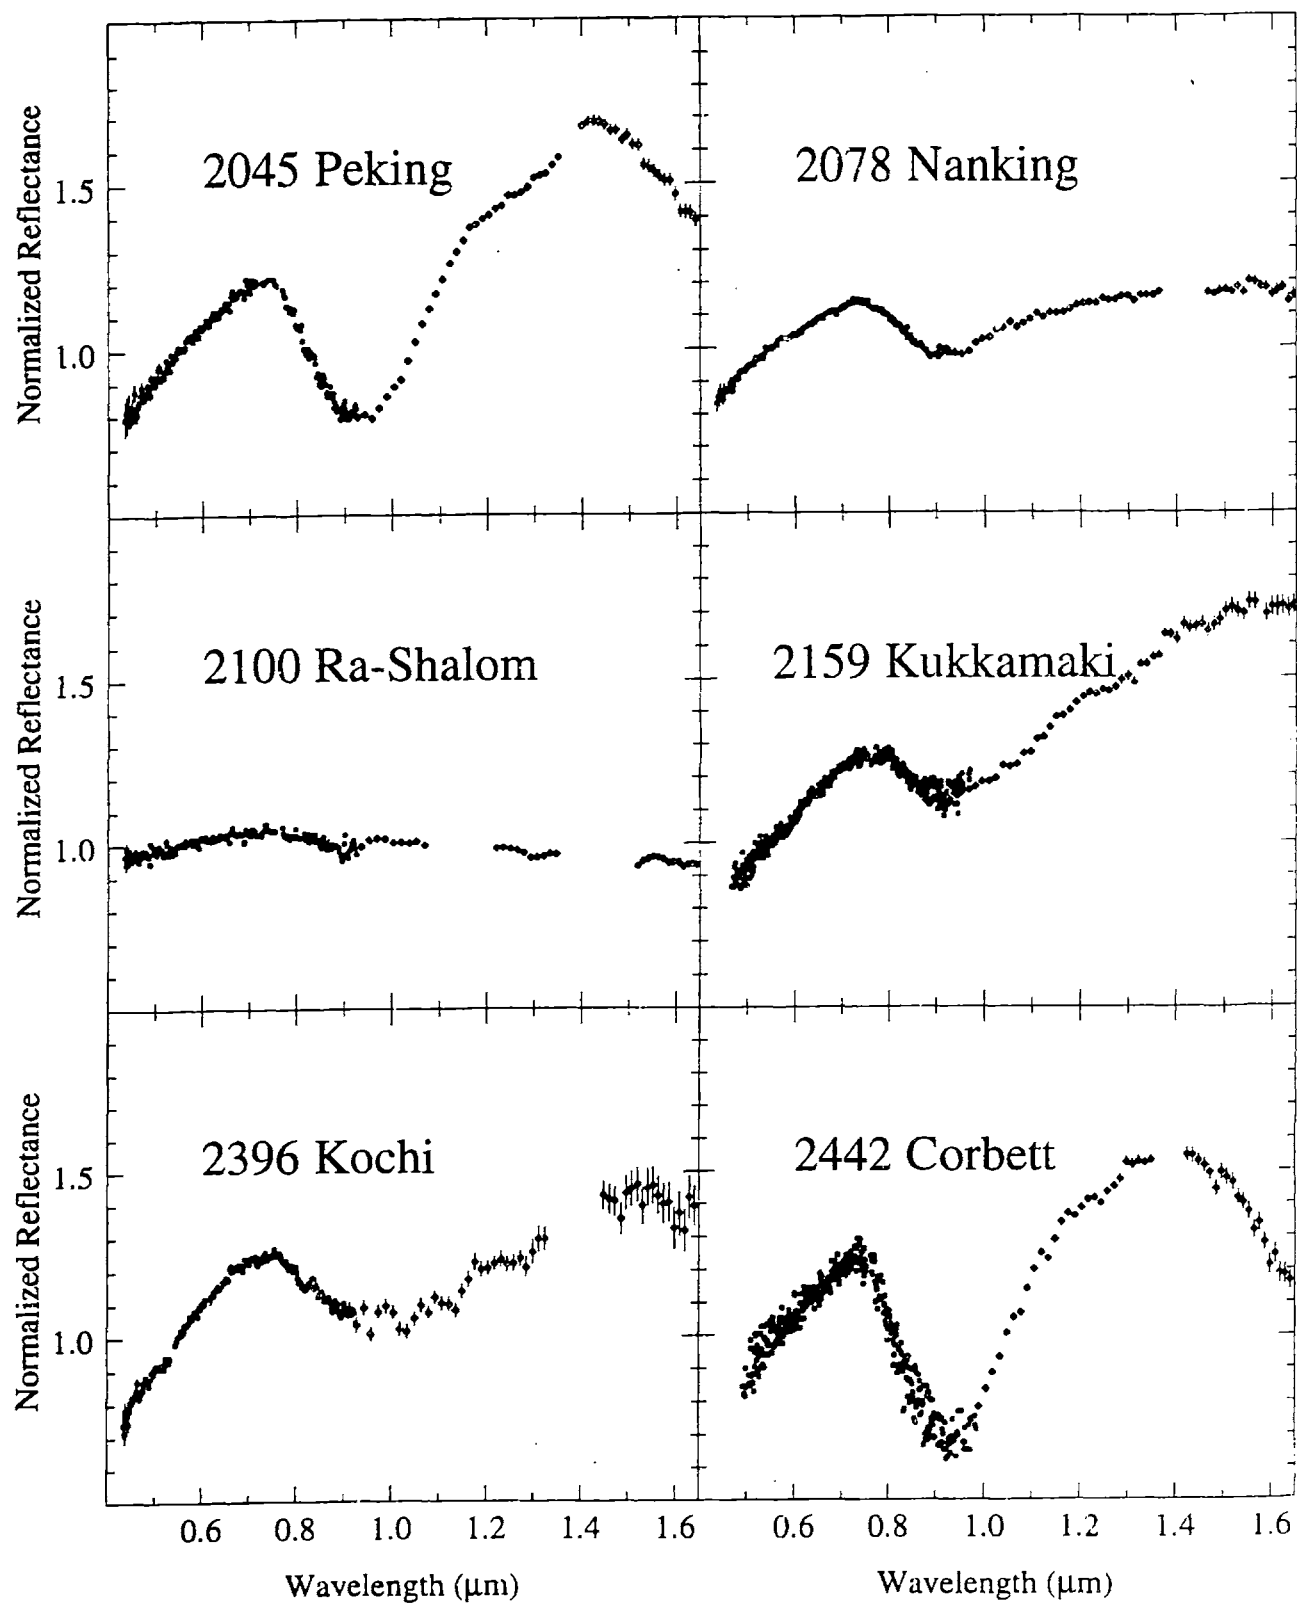 2045 Peking
2078 Nanking
Normalized Reflectance
1.5
1.0
2100 Ra-Shalom
2159 Kukkamaki
Normalized Reflectance
1.5
1.0
2396 Kochi
2442 Corbett
Normalized Reflectance
1.5
1.0
0.6 0.8 1.0 1.2 1.4 1.6
0.6 0.8 1.0 1.2 1.4 1.6
Wavelength (μm)
Wavelength (μm)